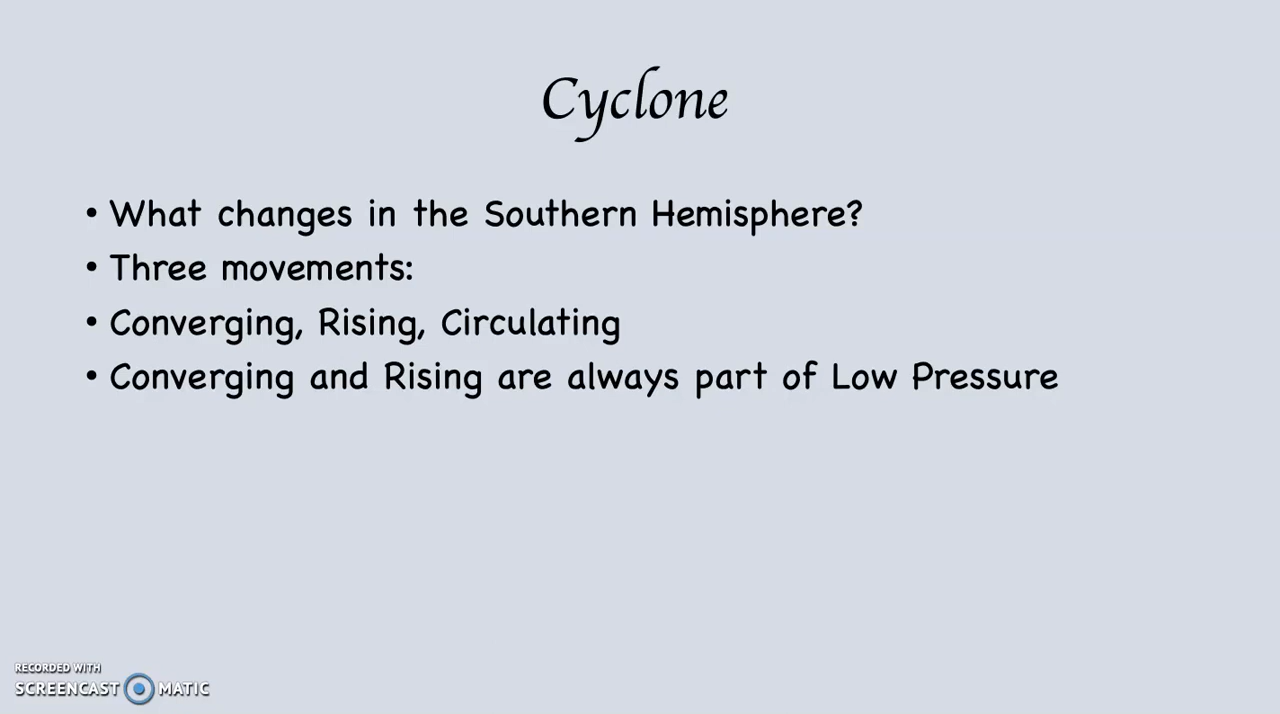 Cyclone
• What changes in the Southern Hemisphere?
• Three movements:
• Converging, Rising, Circulating
• Converging and Rising are always part of Low Pressure
RECORDED WITH
SCREENCAST MATIC